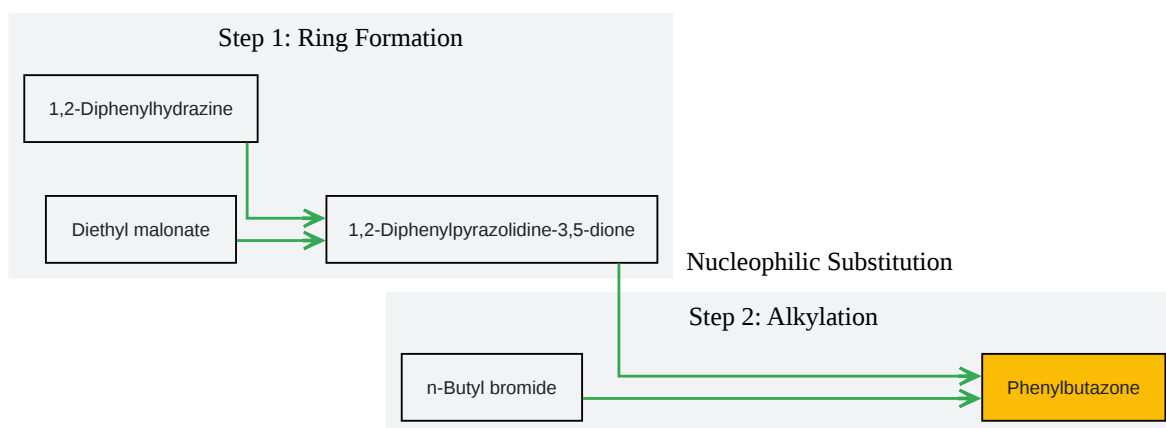 Step 1: Ring Formation
1,2-Diphenylhydrazine
Diethyl malonate
1,2-Diphenylpyrazolidine-3,5-dione
Nucleophilic Substitution
Step 2: Alkylation
n-Butyl bromide
Phenylbutazone